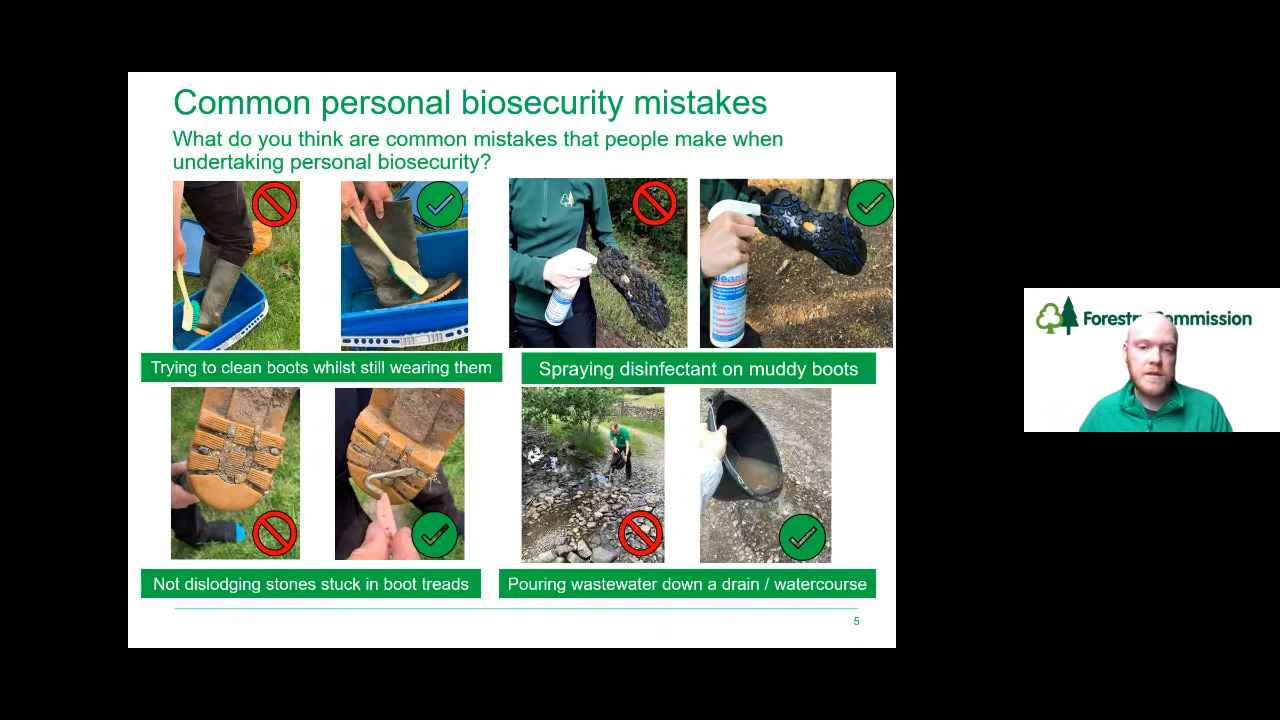 Common personal biosecurity mistakes
What do you think are common mistakes that people make when
undertaking personal biosecurity?
Trying to clean boots whilst still wearing them
Spraying disinfectant on muddy boots
Not dislodging stones stuck in boot treads
Pouring wastewater down a drain / watercourse
5
Forestry Commission